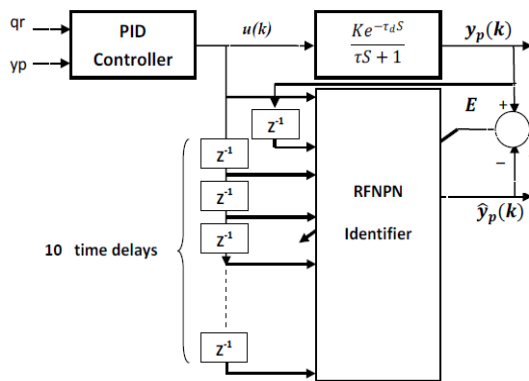 qr
yp
PID
Controller
u(k)
Ke^{-τ_d S}
τS + 1
y_p(k)
Z⁻¹
E
+
−
Z⁻¹
Z⁻¹
Z⁻¹
RFNPN
Identifier
ŷ_p(k)
10 time delays
Z⁻¹